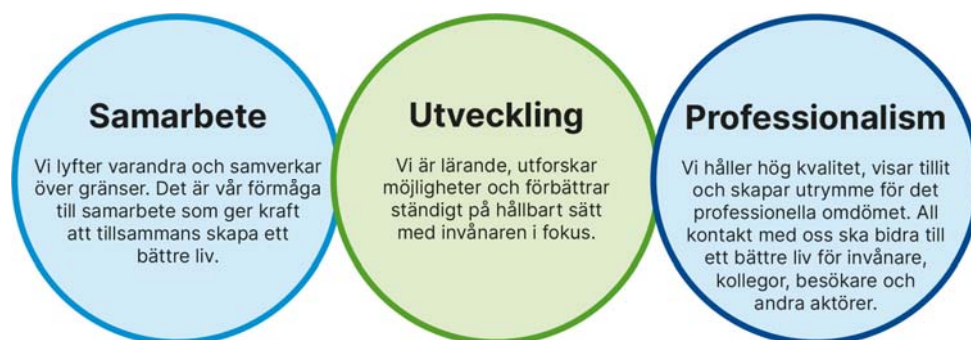 Samarbete
Vi lyfter varandra och samverkar
över gränser. Det är vår förmåga
till samarbete som ger kraft
att tillsammans skapa ett
bättre liv.
Utveckling
Vi är lärande, utforskar
möjligheter och förbättrar
ständigt på hållbart sätt
med invånaren i fokus.
Professionalism
Vi håller hög kvalitet, visar tillit
och skapar utrymme för det
professionella omdömet. All
kontakt med oss ska bidra till
ett bättre liv för invånare,
kollegor, besökare och
andra aktörer.